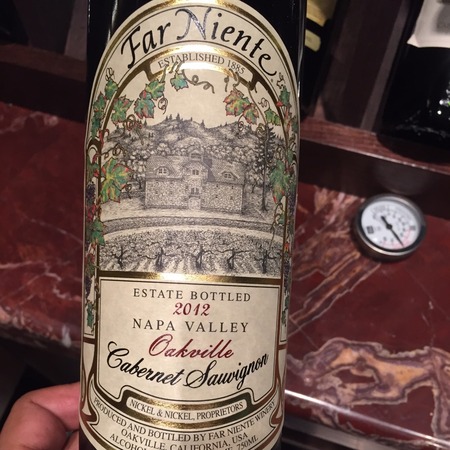 Far Niente
ESTABLISHED 1885
ESTATE BOTTLED
2012
NAPA VALLEY
Oakville
Cabernet Sauvignon
NICKEL & NICKEL, PROPRIETORS
PRODUCED AND BOTTLED BY FAR NIENTE WINERY
OAKVILLE, CALIFORNIA, USA
750ML